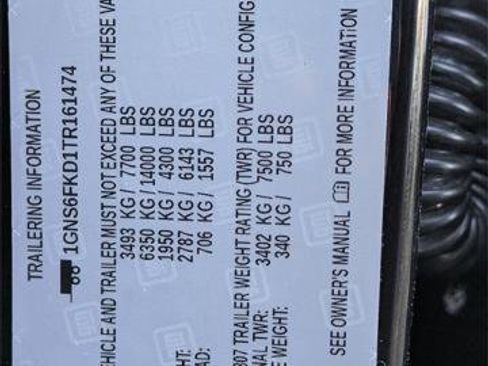 TRAILERING INFORMATION
1GNS6FKD1TR161474
EHICLE AND TRAILER MUST NOT EXCEED ANY OF THESE VA
3493 KG / 7700 LBS
6350 KG / 14000 LBS
1950 KG / 4300 LBS
HT: 2787 KG / 6143 LBS
AD: 706 KG / 1557 LBS
807 TRAILER WEIGHT RATING (TWR) FOR VEHICLE CONFIG
NAL TWR: 3402 KG / 7500 LBS
E WEIGHT: 340 KG / 750 LBS
SEE OWNER'S MANUAL FOR MORE INFORMATION